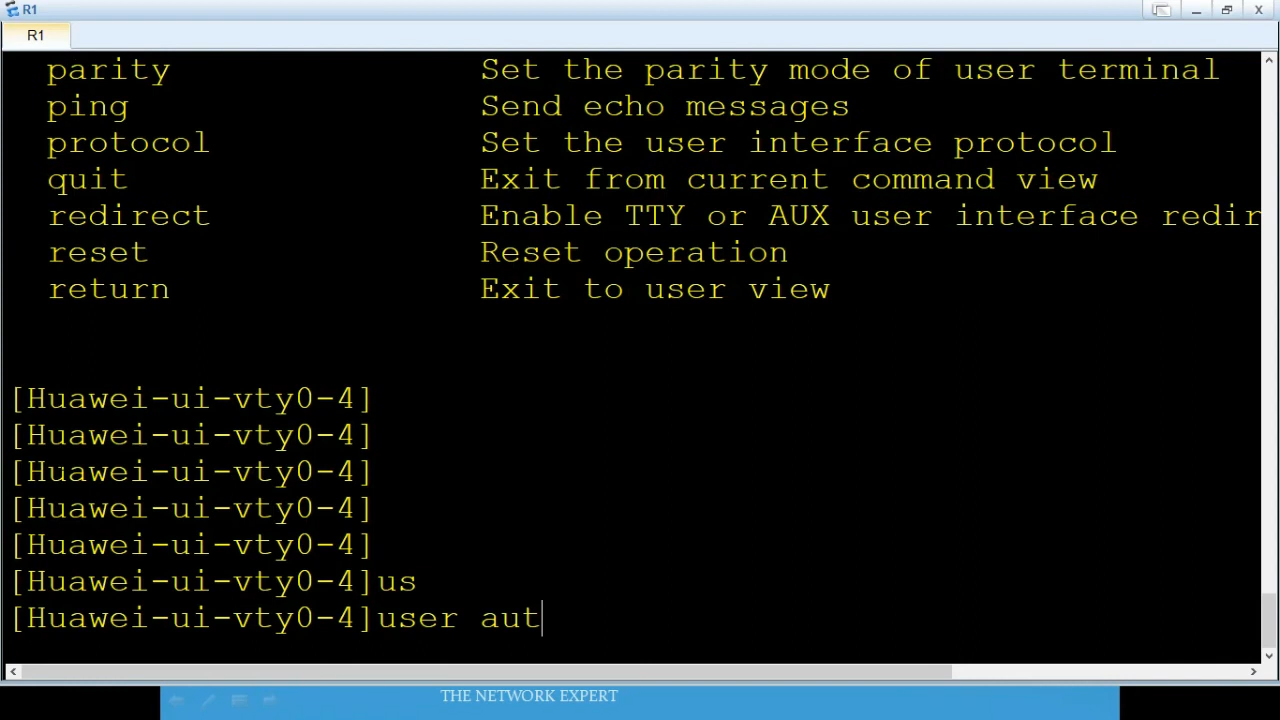 R1
R1
parity Set the parity mode of user terminal
ping Send echo messages
protocol Set the user interface protocol
quit Exit from current command view
redirect Enable TTY or AUX user interface redir
reset Reset operation
return Exit to user view
[Huawei-ui-vty0-4]
[Huawei-ui-vty0-4]
[Huawei-ui-vty0-4]
[Huawei-ui-vty0-4]
[Huawei-ui-vty0-4]
[Huawei-ui-vty0-4]us
[Huawei-ui-vty0-4]user aut
THE NETWORK EXPERT